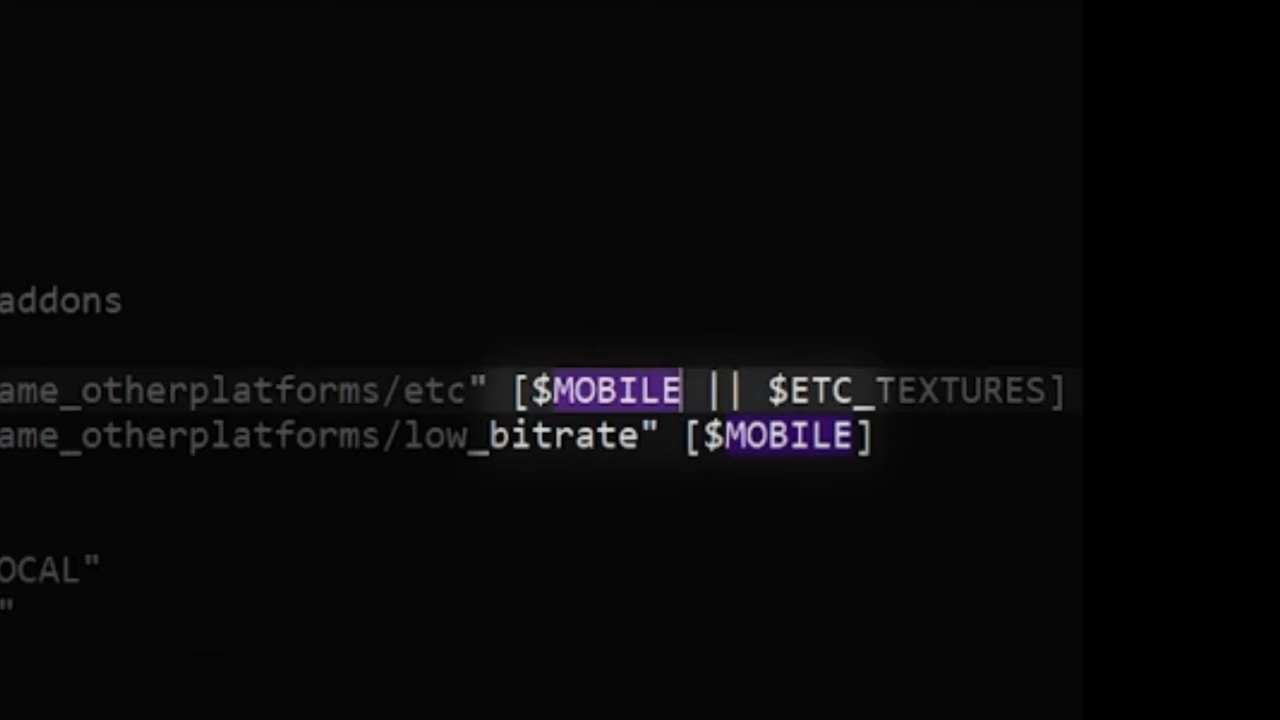 addons
ame_otherplatforms/etc" [$MOBILE || $ETC_TEXTURES]
ame_otherplatforms/low_bitrate" [$MOBILE]
OCAL"
"